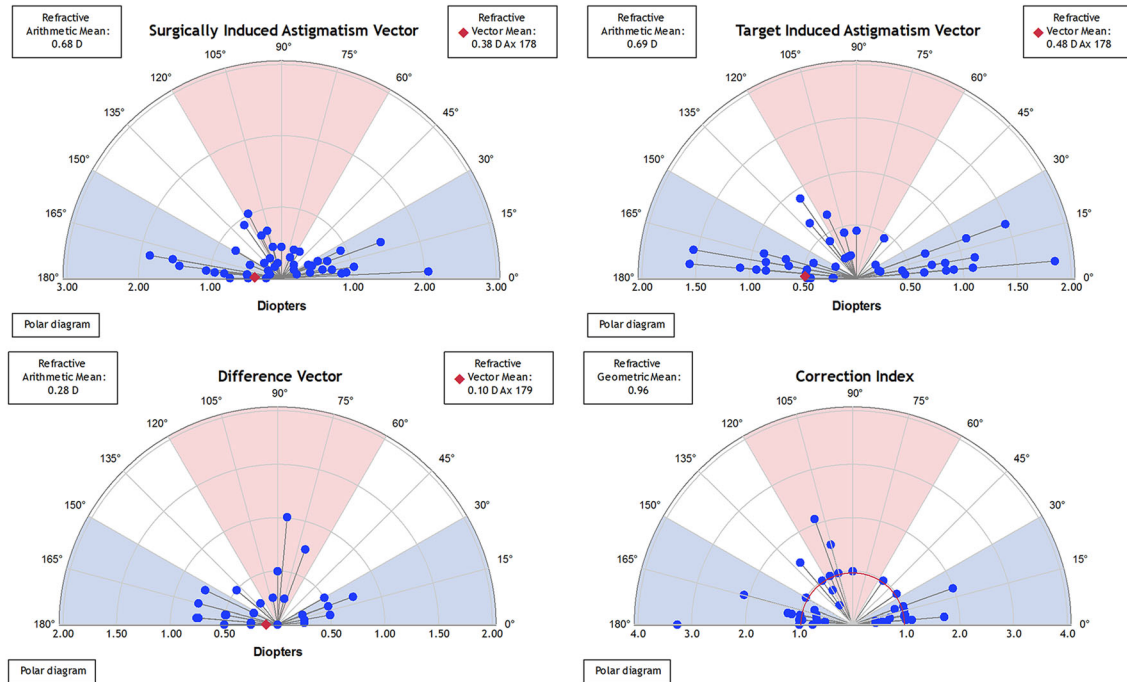 Refractive
Arithmetic Mean:
0.68 D
Surgically Induced Astigmatism Vector
Refractive
Vector Mean:
0.38 D Ax 178
90°
105°
75°
120°
60°
135°
45°
150°
30°
165°
15°
180°
0°
3.00
2.00
1.00
1.00
2.00
3.00
Diopters
Polar diagram
Refractive
Arithmetic Mean:
0.69 D
Target Induced Astigmatism Vector
Refractive
Vector Mean:
0.48 D Ax 178
90°
105°
75°
120°
60°
135°
45°
150°
30°
165°
15°
180°
0°
2.00
1.50
1.00
0.50
0.50
1.00
1.50
2.00
Diopters
Polar diagram
Refractive
Arithmetic Mean:
0.28 D
Difference Vector
Refractive
Vector Mean:
0.10 D Ax 179
90°
105°
75°
120°
60°
135°
45°
150°
30°
165°
15°
180°
0°
2.00
1.50
0.50
0.50
1.00
1.50
2.00
Diopters
Polar diagram
Refractive
Geometric Mean:
0.96
Correction Index
90°
105°
75°
120°
60°
135°
45°
150°
30°
165°
15°
180°
0°
4.0
3.0
2.0
1.0
1.0
2.0
3.0
4.0
Polar diagram